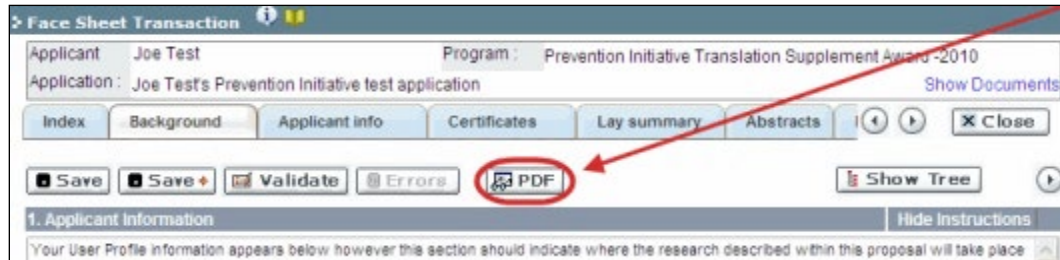 Face Sheet Transaction
Applicant Joe Test Program : Prevention Initiative Translation Supplement Award -2010
Application : Joe Test's Prevention Initiative test application Show Documents
Index Background Applicant info Certificates Lay summary Abstracts X Close
Save Save Validate Errors PDF Show Tree
1. Applicant Information Hide Instructions
Your User Profile information appears below however this section should indicate where the research described within this proposal will take place